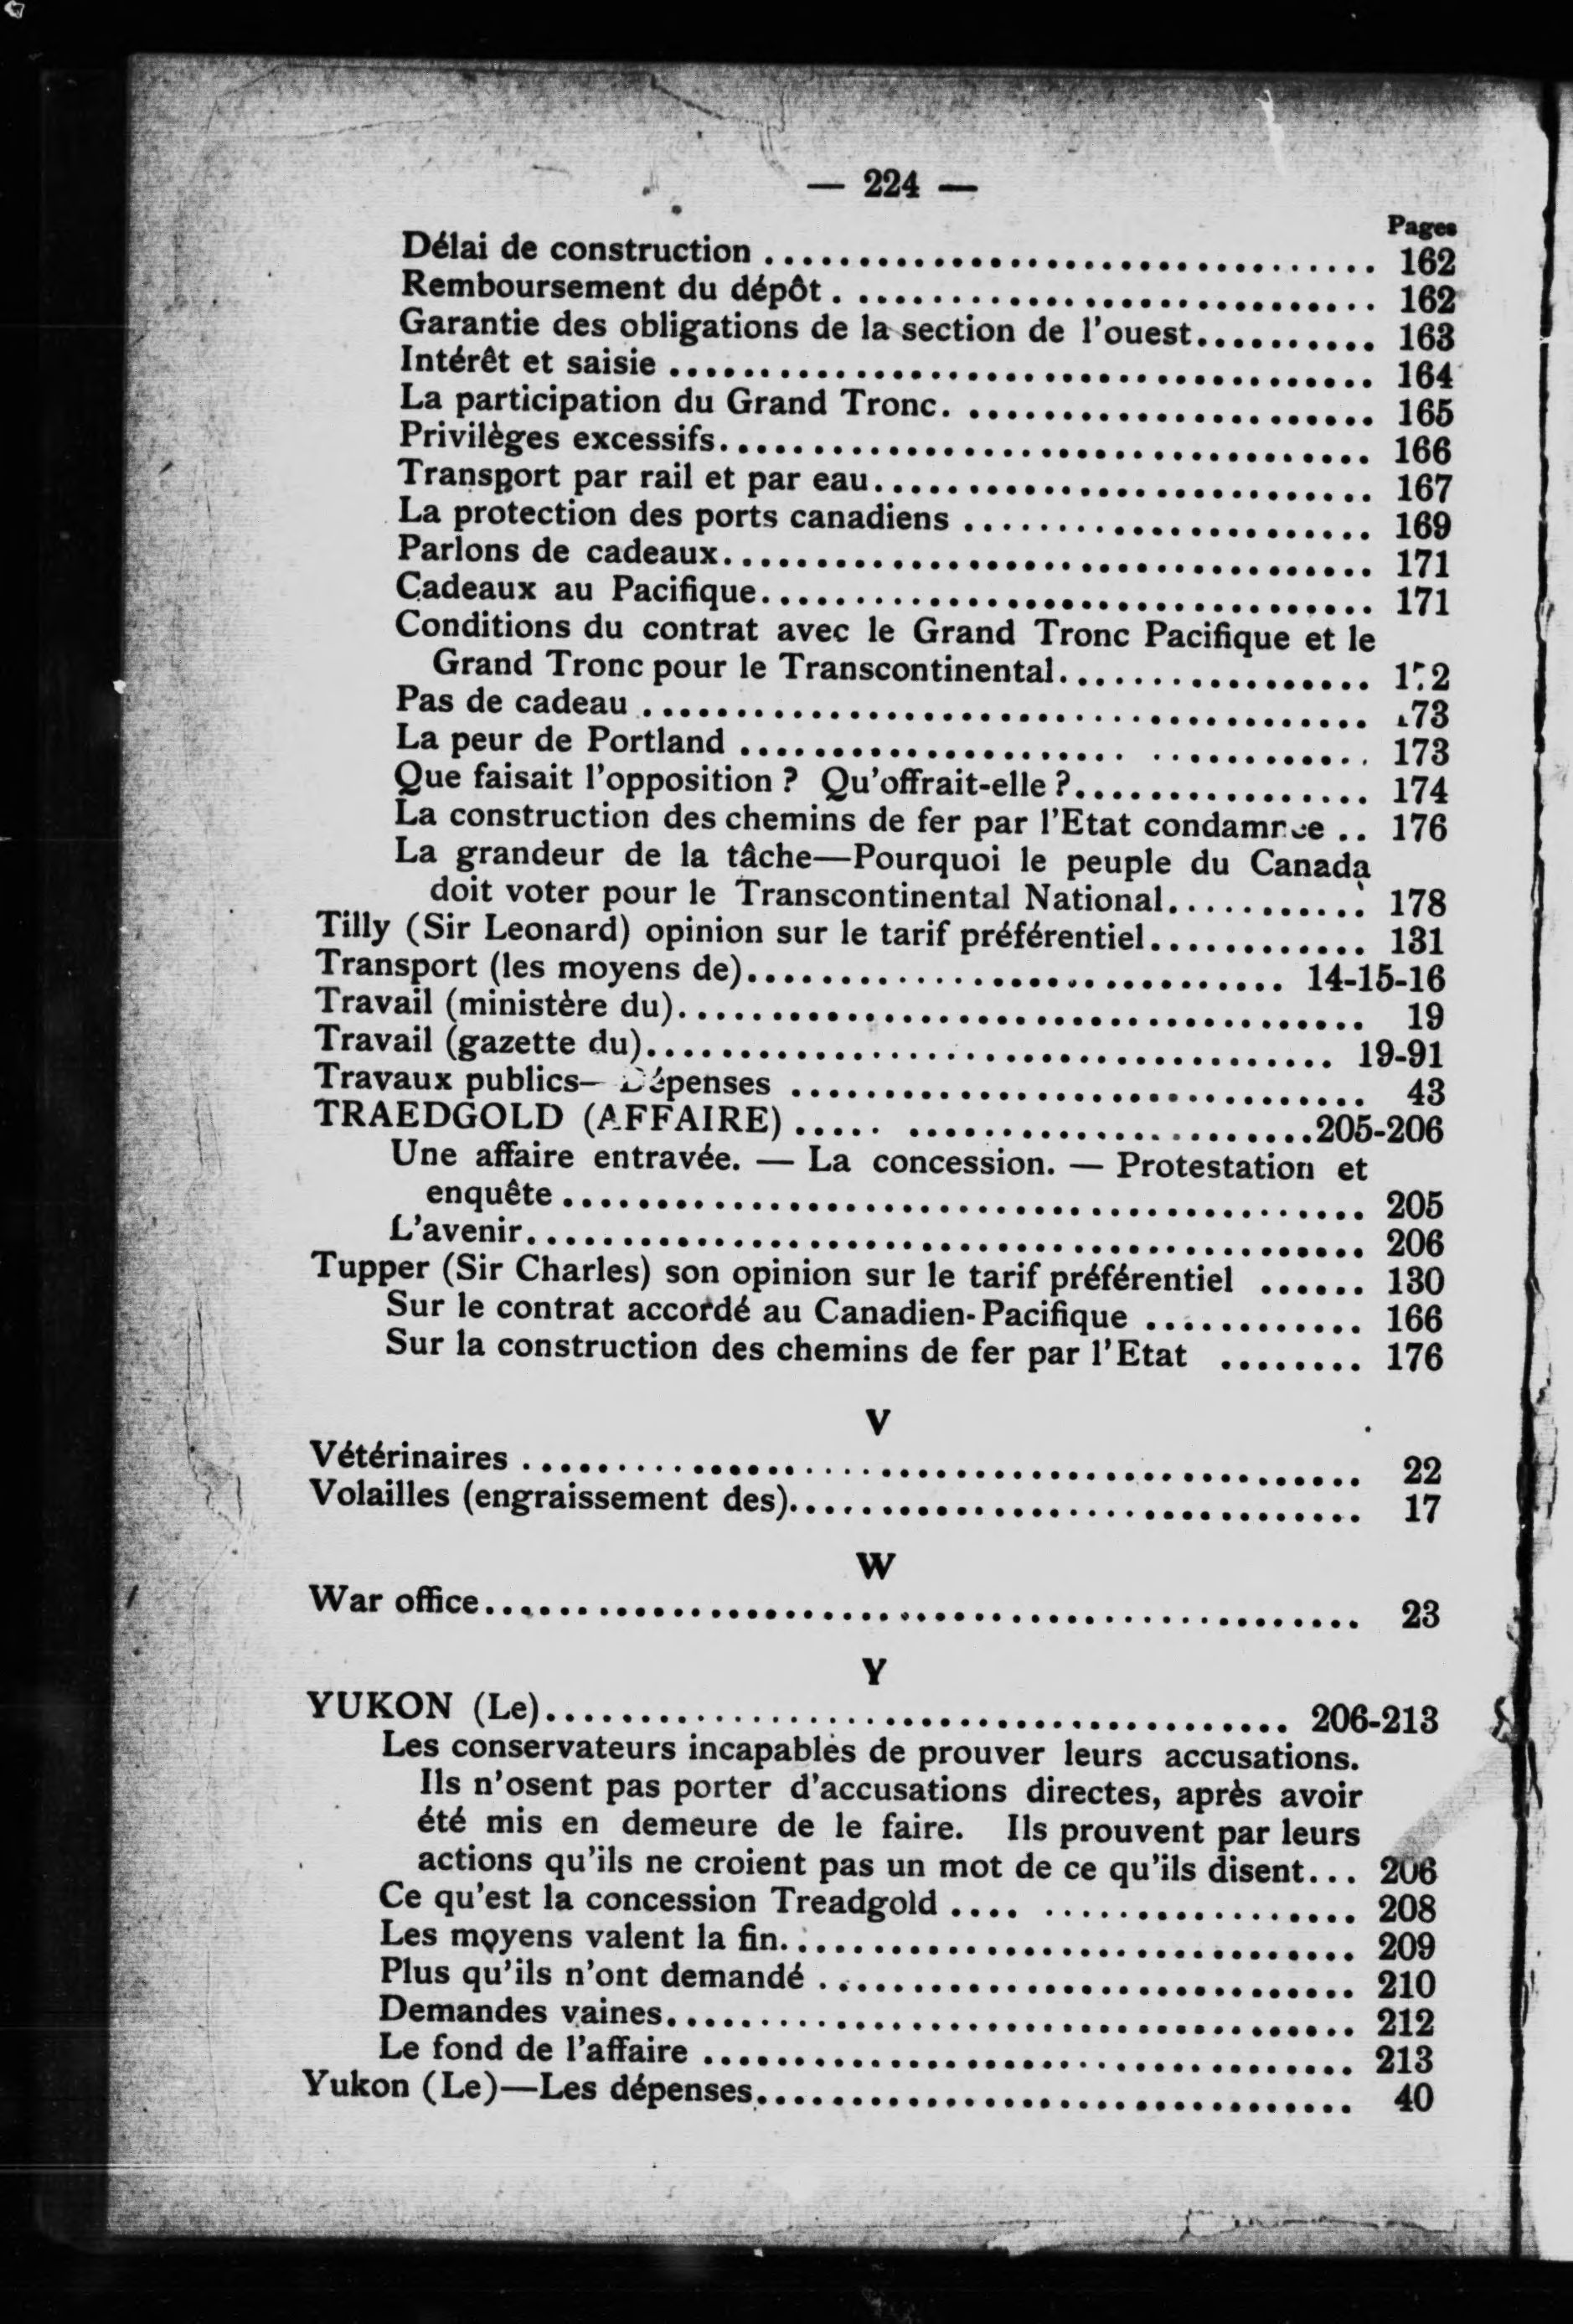 — 224 —
Pages
Délai de construction ................................. 162
Remboursement du dépôt. ............................ 162
Garantie des obligations de la section de l'ouest.......... 163
Intérêt et saisie ...................................... 164
La participation du Grand Tronc. ...................... 165
Privilèges excessifs................................... 166
Transport par rail et par eau........................... 167
La protection des ports canadiens ...................... 169
Parlons de cadeaux................................... 171
Cadeaux au Pacifique................................. 171
Conditions du contrat avec le Grand Tronc Pacifique et le
Grand Tronc pour le Transcontinental................. 172
Pas de cadeau ....................................... 173
La peur de Portland ..................... ............ 173
Que faisait l'opposition ? Qu'offrait-elle ?................ 174
La construction des chemins de fer par l'Etat condamnée .. 176
La grandeur de la tâche—Pourquoi le peuple du Canada
doit voter pour le Transcontinental National........... 178
Tilly (Sir Leonard) opinion sur le tarif préférentiel............ 131
Transport (les moyens de)............................. 14-15-16
Travail (ministère du)..................................... 19
Travail (gazette du)..................................... 19-91
Travaux publics— Dépenses ............................... 43
TRAEDGOLD (AFFAIRE) ..... ......................205-206
Une affaire entravée. — La concession. — Protestation et
enquête ........................................... 205
L'avenir............................................. 206
Tupper (Sir Charles) son opinion sur le tarif préférentiel ...... 130
Sur le contrat accordé au Canadien-Pacifique ............ 166
Sur la construction des chemins de fer par l'Etat ........ 176
V
Vétérinaires ............................................. 22
Volailles (engraissement des)............................... 17
W
War office............................................... 23
Y
YUKON (Le)........................................ 206-213
Les conservateurs incapables de prouver leurs accusations.
Ils n'osent pas porter d'accusations directes, après avoir
été mis en demeure de le faire. Ils prouvent par leurs
actions qu'ils ne croient pas un mot de ce qu'ils disent... 206
Ce qu'est la concession Treadgold .... ................. 208
Les moyens valent la fin............................... 209
Plus qu'ils n'ont demandé ............................. 210
Demandes vaines..................................... 212
Le fond de l'affaire ................................... 213
Yukon (Le)—Les dépenses................................ 40